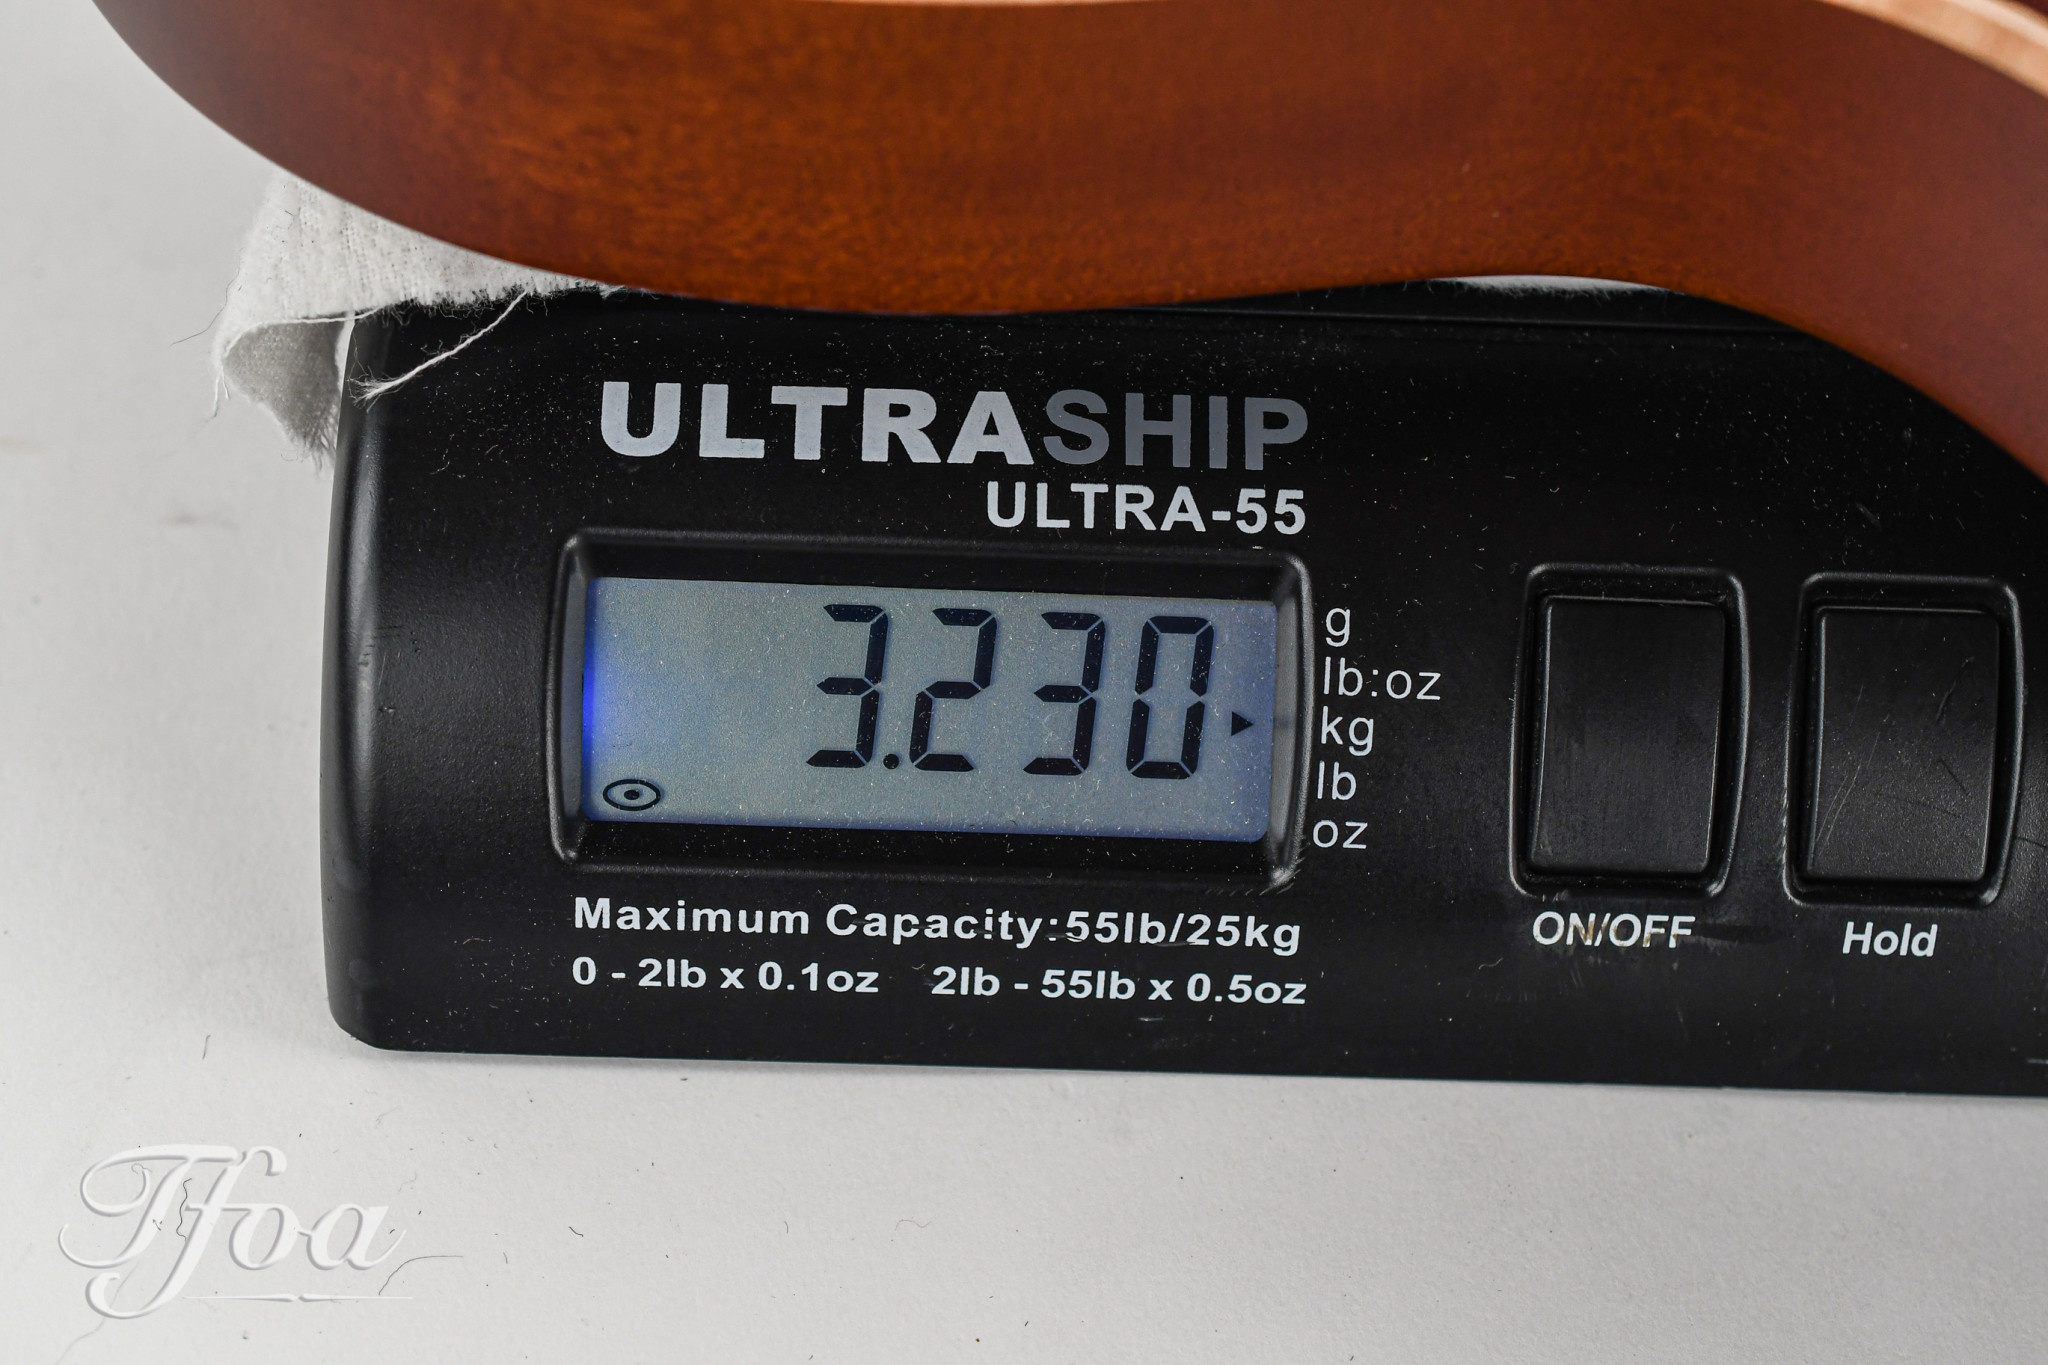 ULTRASHIP
ULTRA-55
3.230
g
lb:oz
kg
lb
oz
Maximum Capacity:55lb/25kg
0 - 2lb x 0.1oz 2lb - 55lb x 0.5oz
ON/OFF
Hold
Tfoa